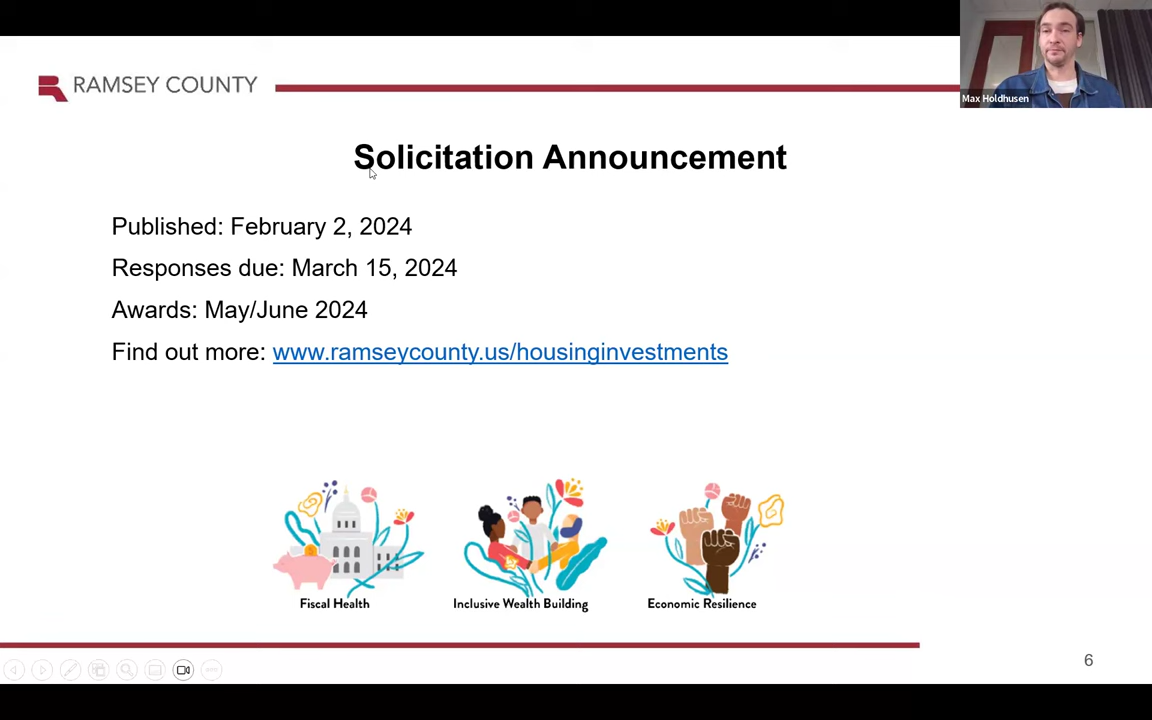 RAMSEY COUNTY
Max Holdhusen
Solicitation Announcement
Published: February 2, 2024
Responses due: March 15, 2024
Awards: May/June 2024
Find out more: www.ramseycounty.us/housinginvestments
Fiscal Health
Inclusive Wealth Building
Economic Resilience
6